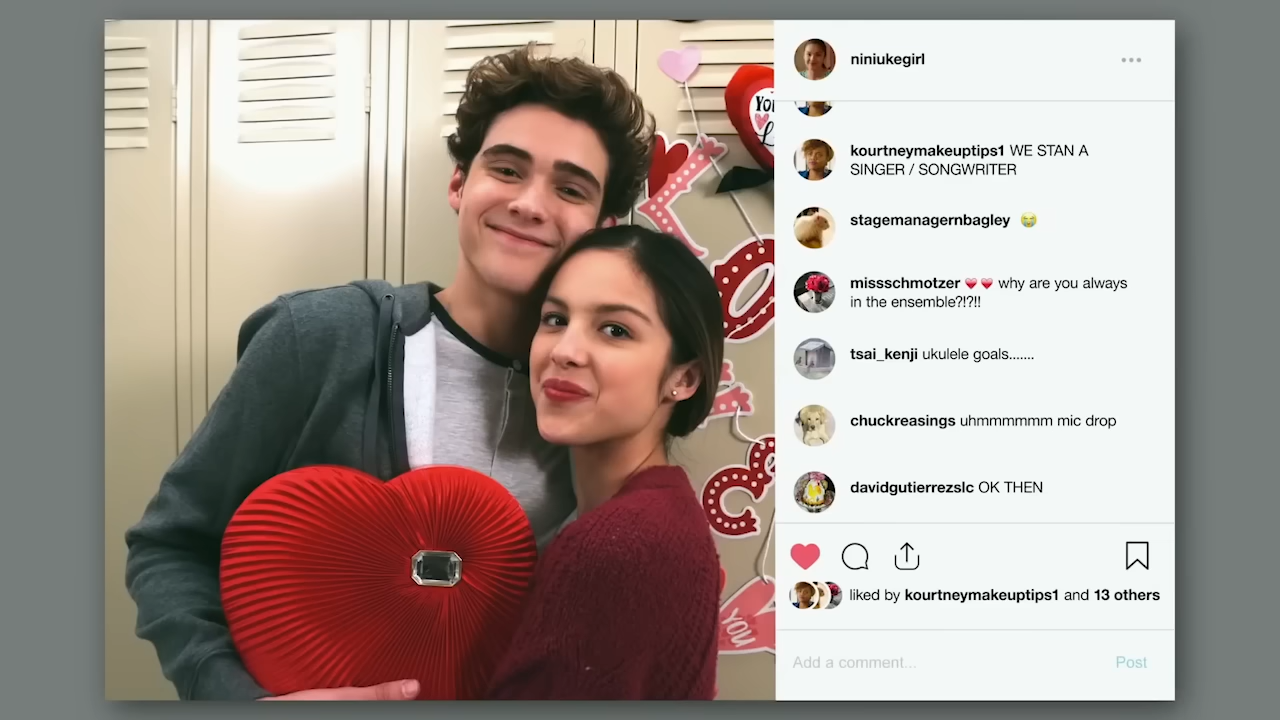 niniukegirl
kourtneymakeuptips1 WE STAN A
SINGER / SONGWRITER
stagemanagernbagley 😭
missschmotzer 💗💗 why are you always
in the ensemble?!?!!
tsai_kenji ukulele goals.......
chuckreasings uhmmmmmm mic drop
davidgutierrezslc OK THEN
liked by kourtneymakeuptips1 and 13 others
Add a comment...
Post
YOU